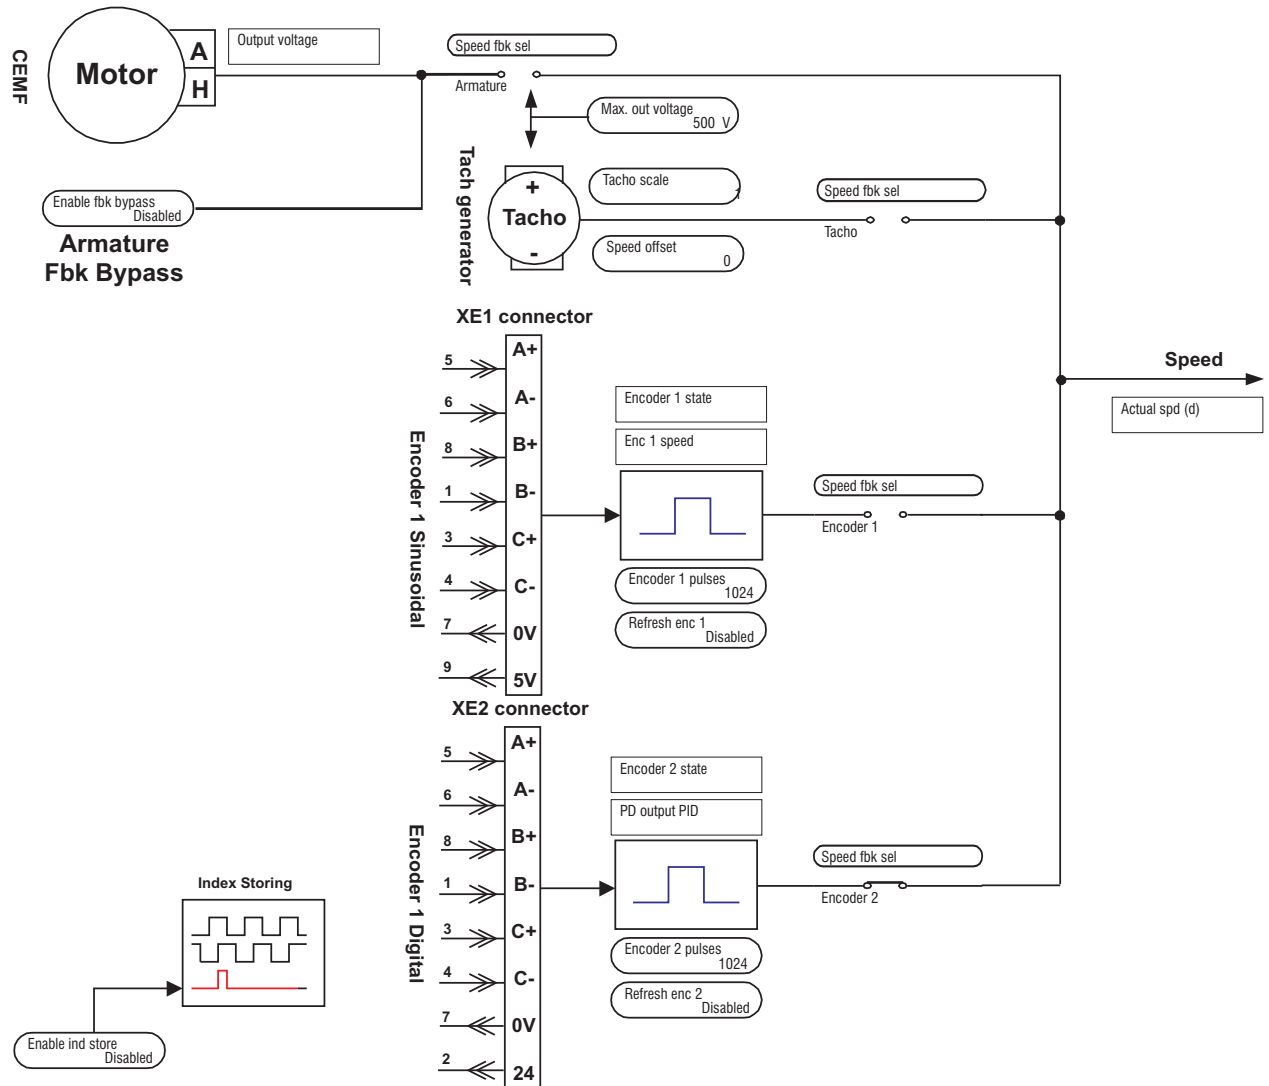 CEMF
Motor
A
H
Output voltage
Speed fbk sel
Armature
Max. out voltage
500 V
Enable fbk bypass
Disabled
Armature
Fbk Bypass
Tach generator
+
Tacho
-
Tacho scale
1
Speed offset
0
Speed fbk sel
Tacho
XE1 connector
Encoder 1 Sinusoidal
5 A+
6 A-
8 B+
1 B-
3 C+
4 C-
7 0V
9 5V
Encoder 1 state
Enc 1 speed
Encoder 1 pulses
1024
Refresh enc 1
Disabled
Speed fbk sel
Encoder 1
Speed
Actual spd (d)
XE2 connector
Encoder 1 Digital
5 A+
6 A-
8 B+
1 B-
3 C+
4 C-
7 0V
2 24
Encoder 2 state
PD output PID
Encoder 2 pulses
1024
Refresh enc 2
Disabled
Speed fbk sel
Encoder 2
Index Storing
Enable ind store
Disabled